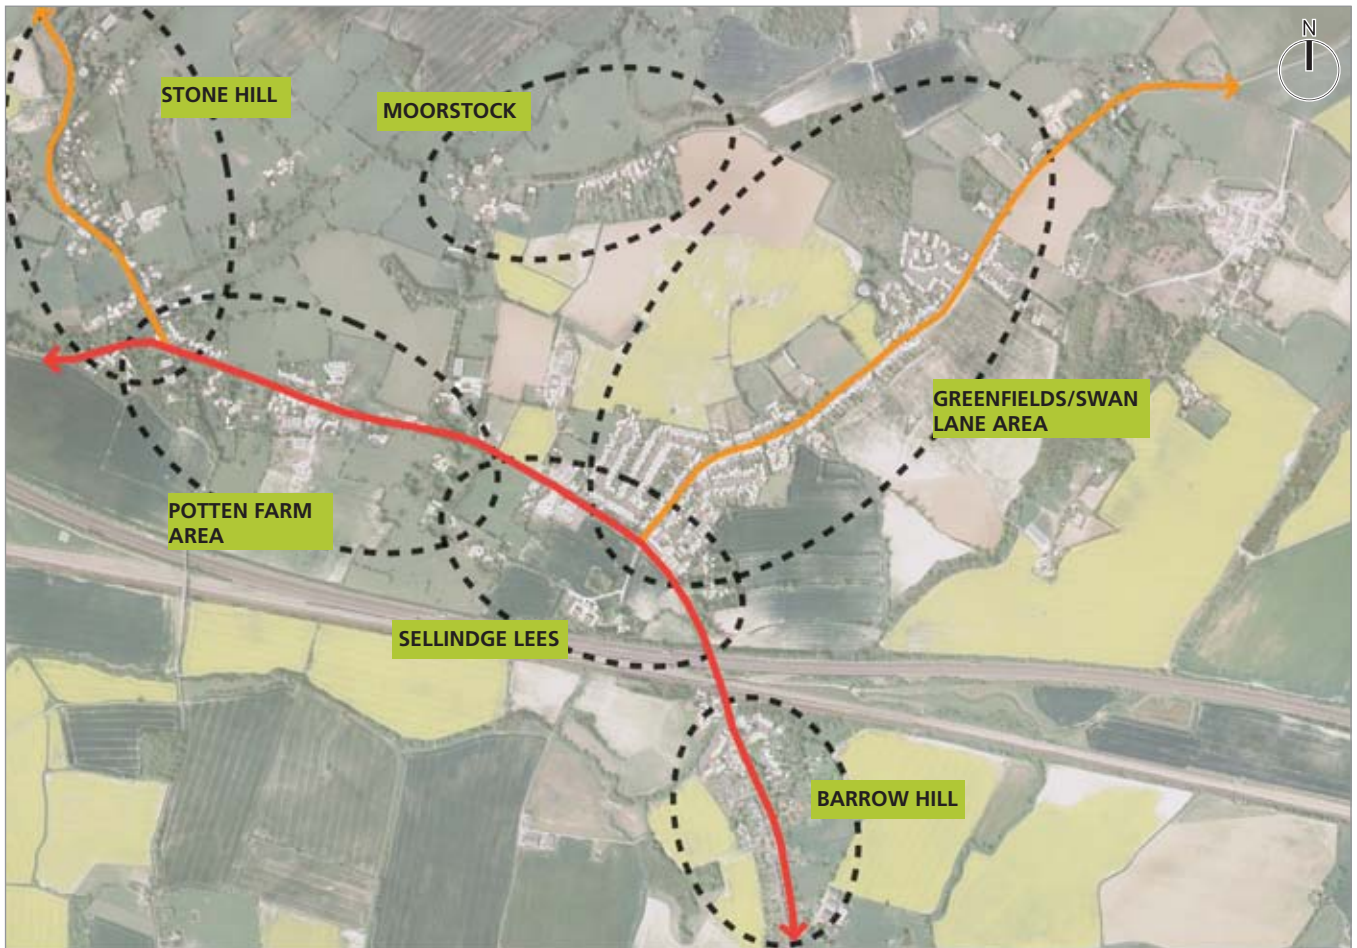 N
STONE HILL
MOORSTOCK
GREENFIELDS/SWAN
LANE AREA
POTTEN FARM
AREA
SELLINDGE LEES
BARROW HILL